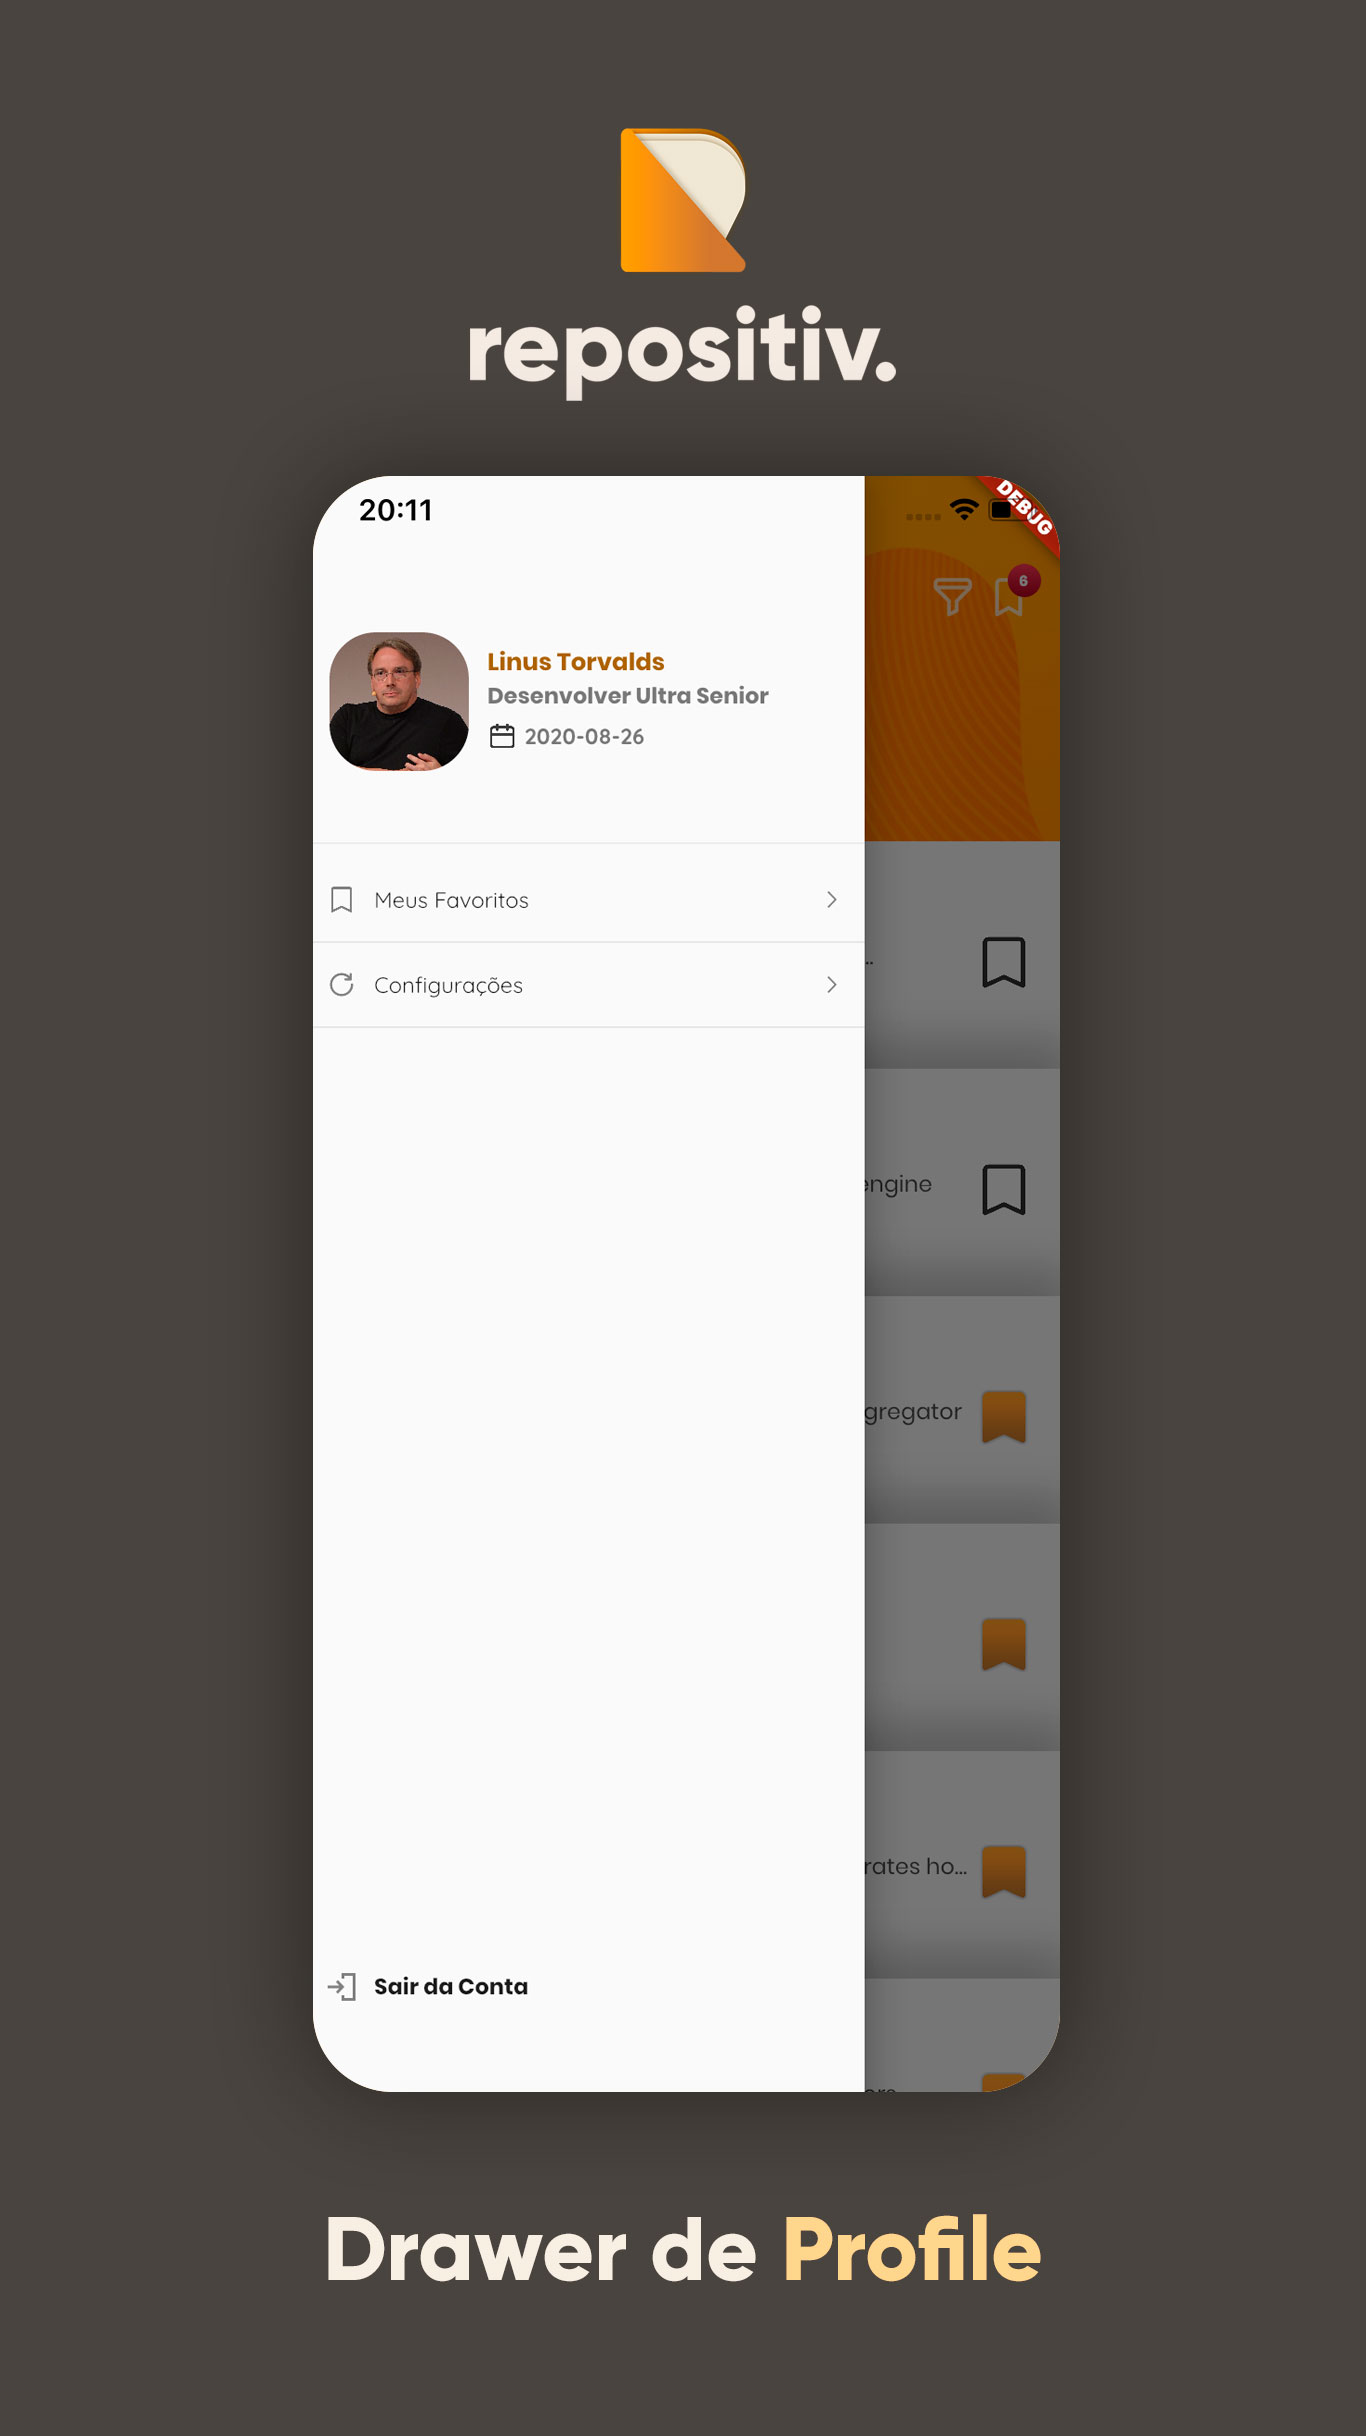 repositiv.
20:11
DEBUG
6
Linus Torvalds
Desenvolver Ultra Senior
2020-08-26
Meus Favoritos
Configurações
..
engine
gregator
rates ho...
Sair da Conta
Drawer de Profile